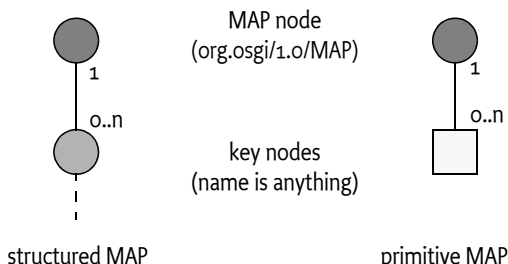 MAP node
(org.osgi/1.0/MAP)
1
1
0..n
0..n
key nodes
(name is anything)
structured MAP
primitive MAP